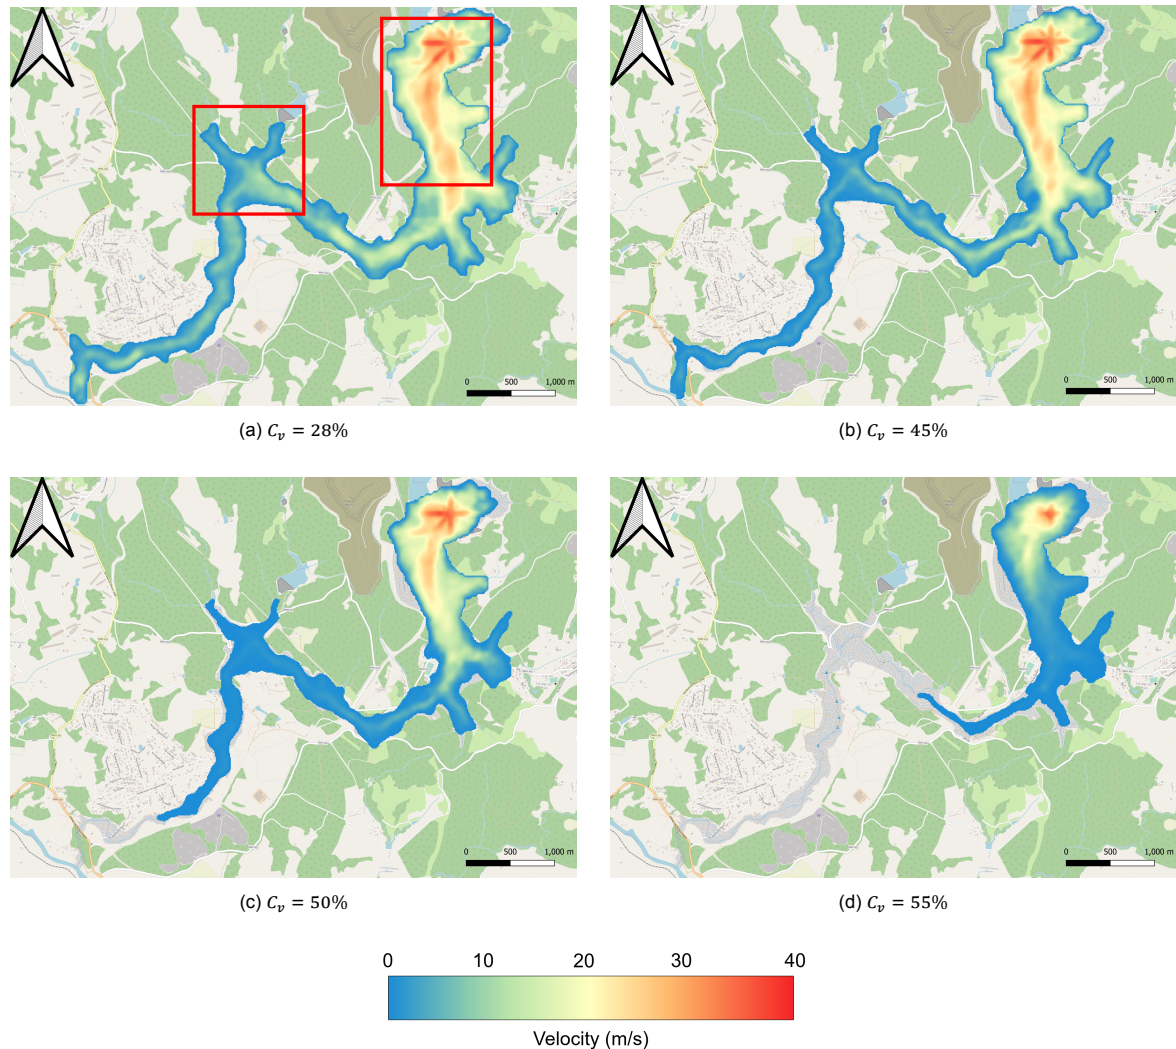 0 500 1,000 m
0 500 1,000 m
(a) C_v = 28%
(b) C_v = 45%
0 500 1,000 m
0 500 1,000 m
(c) C_v = 50%
(d) C_v = 55%
0 10 20 30 40
Velocity (m/s)